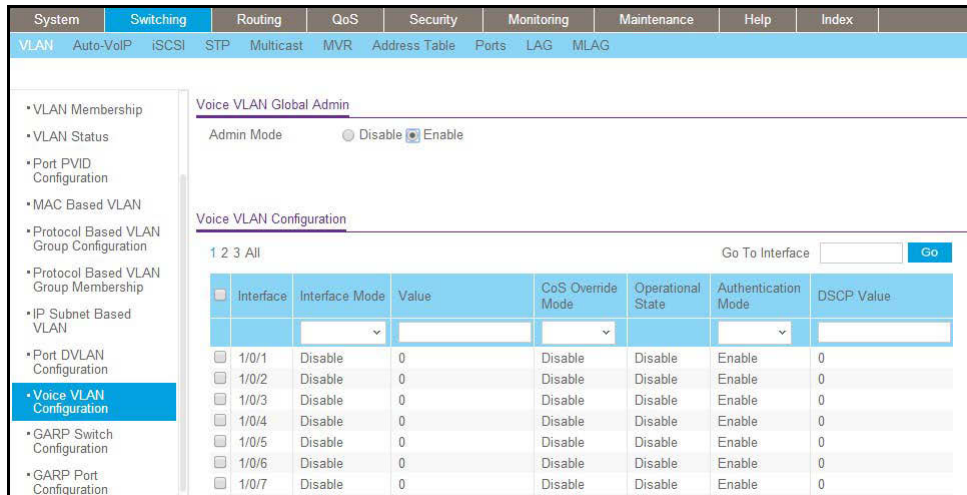 System Switching Routing QoS Security Monitoring Maintenance Help Index
VLAN Auto-VoIP iSCSI STP Multicast MVR Address Table Ports LAG MLAG
• VLAN Membership
• VLAN Status
• Port PVID
Configuration
• MAC Based VLAN
• Protocol Based VLAN
Group Configuration
• Protocol Based VLAN
Group Membership
• IP Subnet Based
VLAN
• Port DVLAN
Configuration
• Voice VLAN
Configuration
• GARP Switch
Configuration
• GARP Port
Configuration
Voice VLAN Global Admin
Admin Mode Disable Enable
Voice VLAN Configuration
1 2 3 All Go To Interface Go
Interface Interface Mode Value CoS Override Mode Operational State Authentication Mode DSCP Value
1/0/1 Disable 0 Disable Disable Enable 0
1/0/2 Disable 0 Disable Disable Enable 0
1/0/3 Disable 0 Disable Disable Enable 0
1/0/4 Disable 0 Disable Disable Enable 0
1/0/5 Disable 0 Disable Disable Enable 0
1/0/6 Disable 0 Disable Disable Enable 0
1/0/7 Disable 0 Disable Disable Enable 0